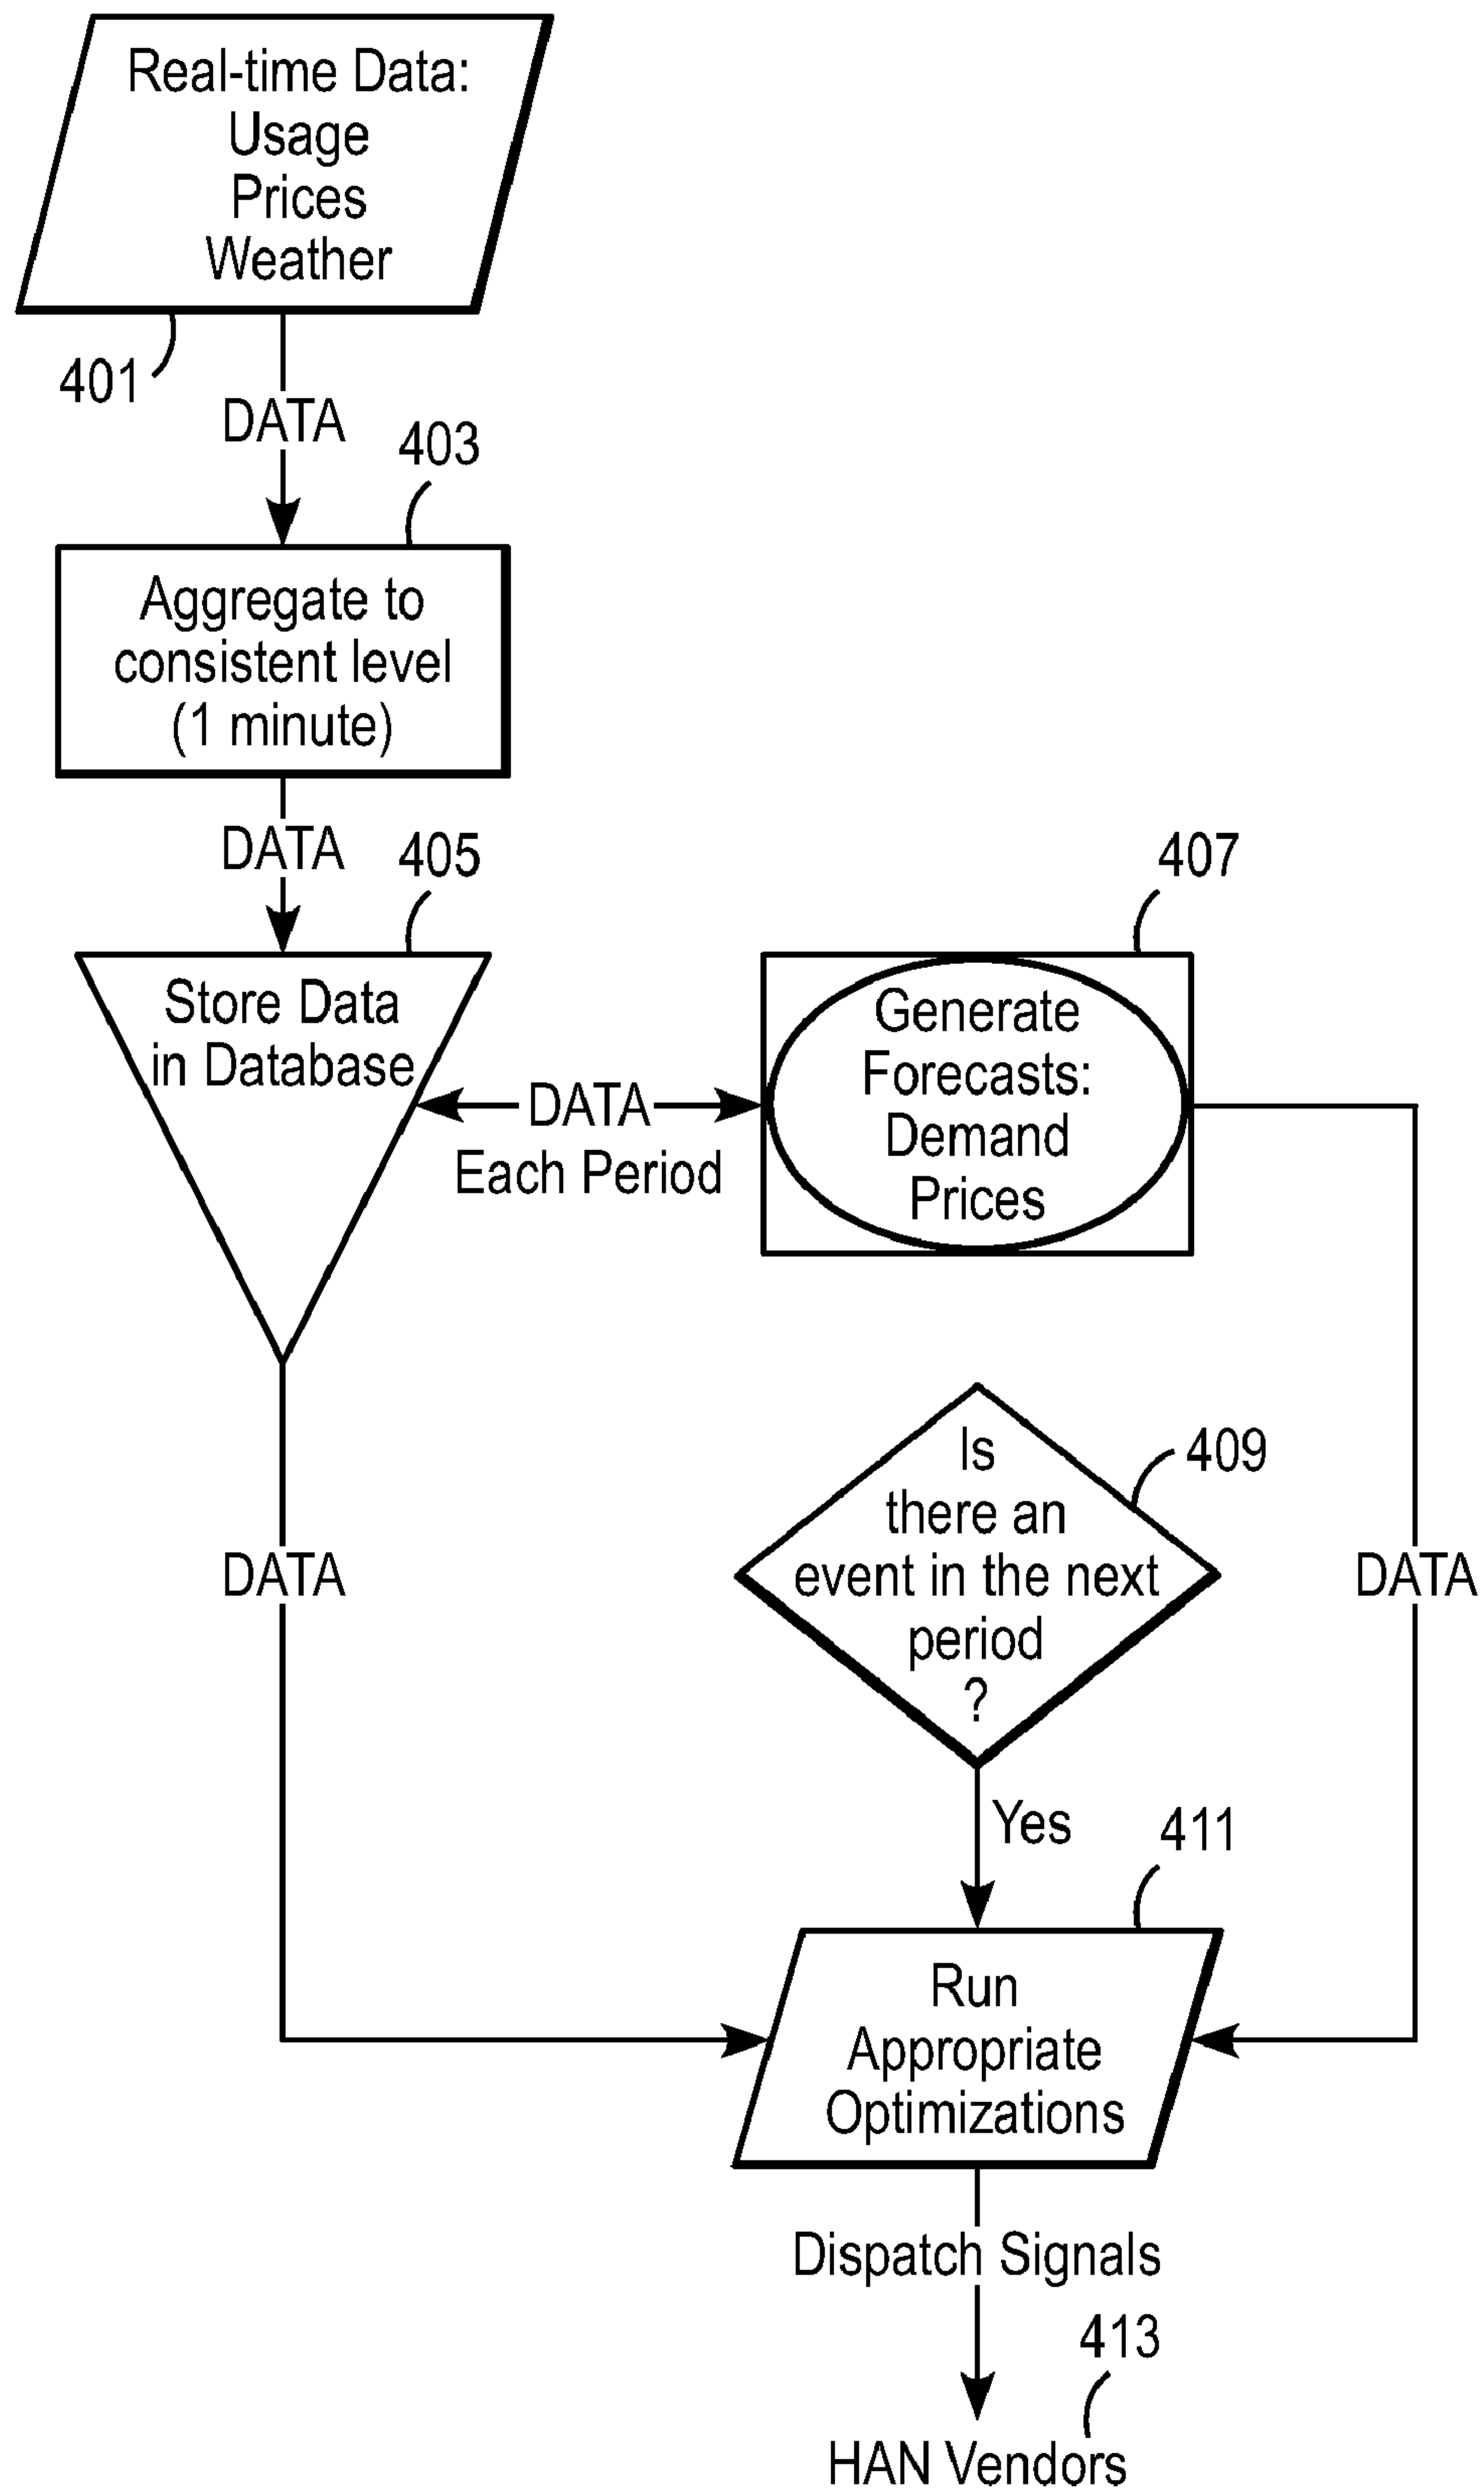 Real-time Data:
Usage
Prices
Weather
401
DATA
403
Aggregate to
consistent level
(1 minute)
DATA
405
407
Store Data
in Database
DATA
Each Period
Generate
Forecasts:
Demand
Prices
409
Is
there an
event in the next
period
?
DATA
DATA
Yes
411
Run
Appropriate
Optimizations
Dispatch Signals
413
HAN Vendors